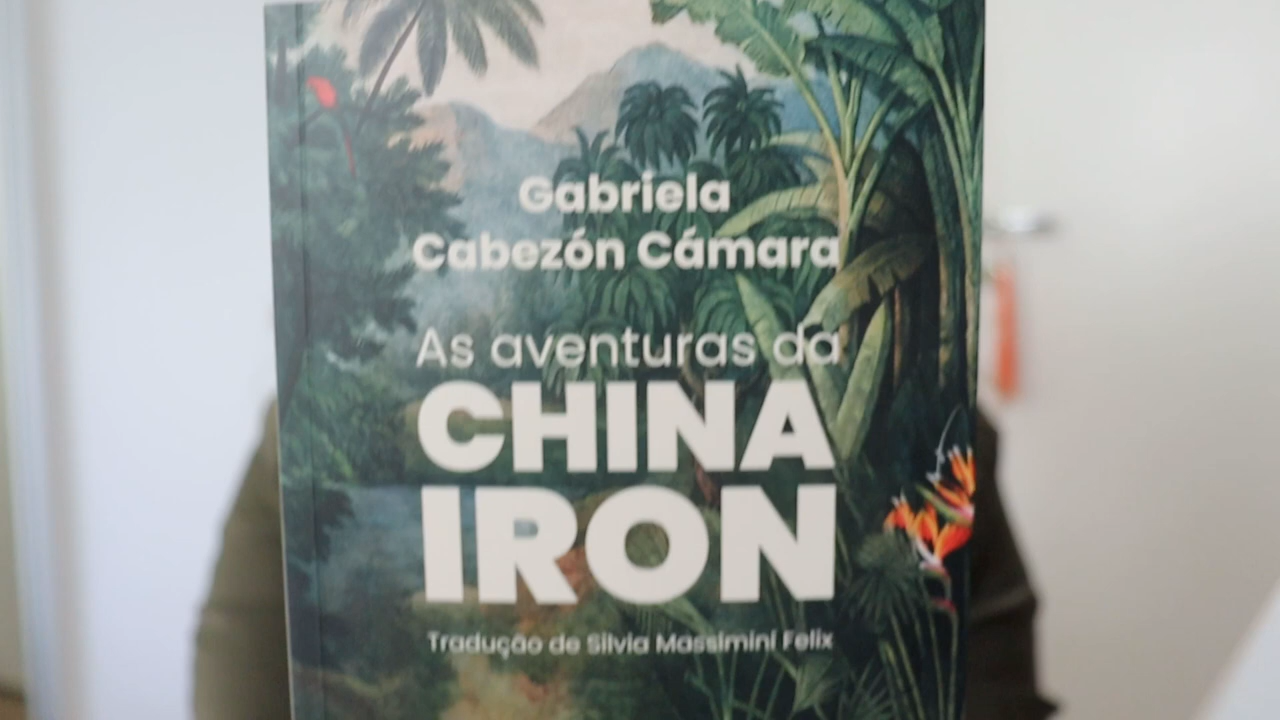 Gabriela
Cabezón Cámara
As aventuras da
CHINA
IRON
Tradução de Silvia Massimini Felix